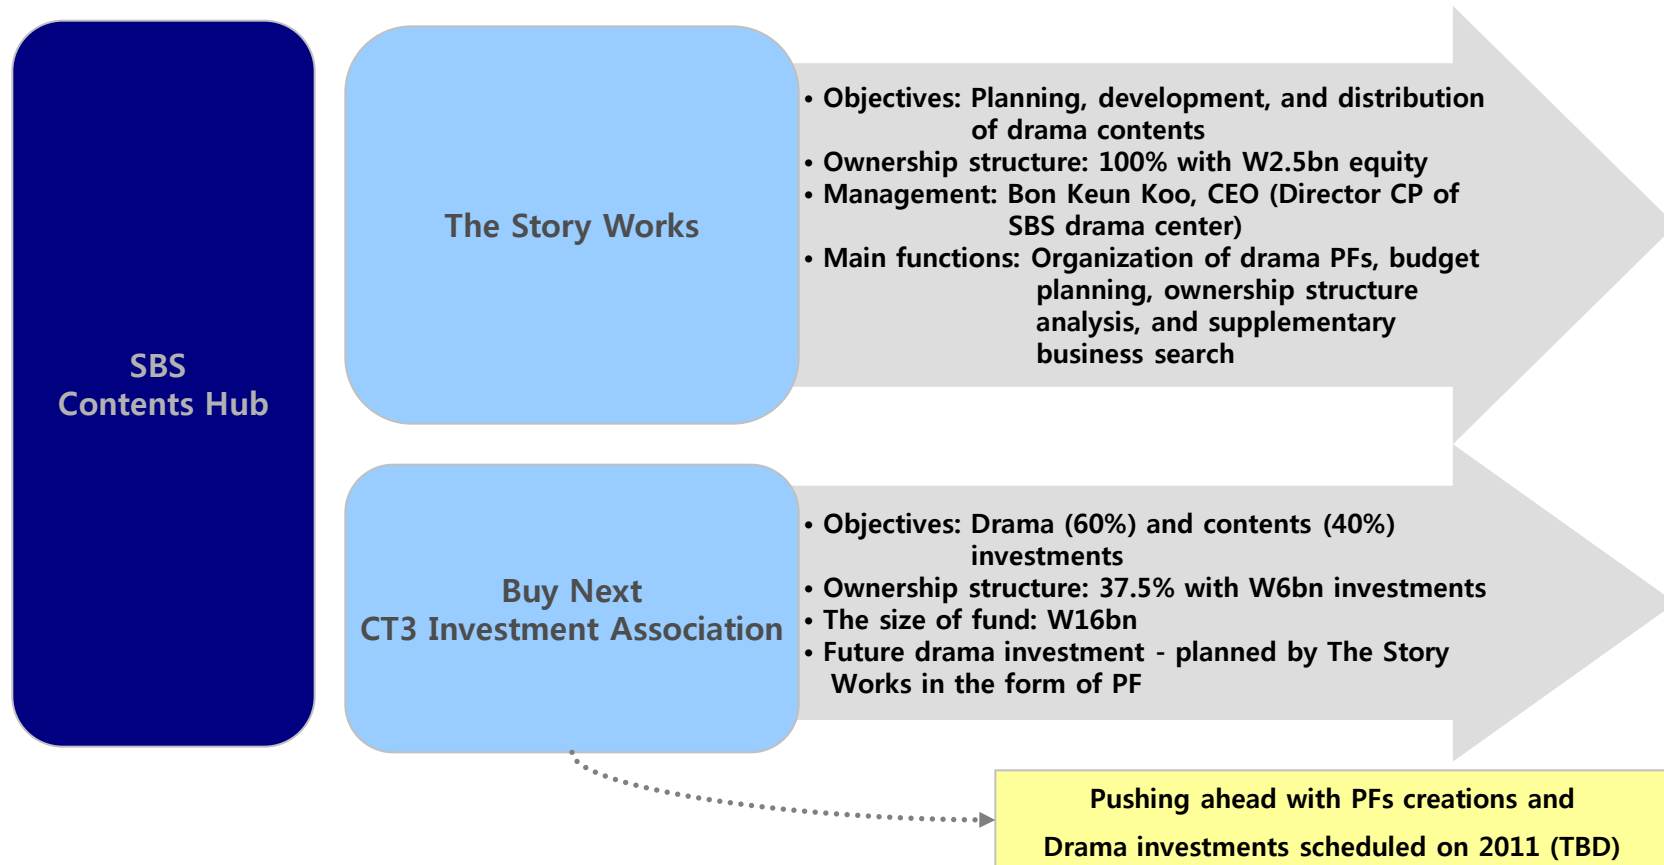 SBS
Contents Hub
The Story Works
• Objectives: Planning, development, and distribution
of drama contents
• Ownership structure: 100% with W2.5bn equity
• Management: Bon Keun Koo, CEO (Director CP of
SBS drama center)
• Main functions: Organization of drama PFs, budget
planning, ownership structure
analysis, and supplementary
business search
Buy Next
CT3 Investment Association
• Objectives: Drama (60%) and contents (40%)
investments
• Ownership structure: 37.5% with W6bn investments
• The size of fund: W16bn
• Future drama investment - planned by The Story
Works in the form of PF
Pushing ahead with PFs creations and
Drama investments scheduled on 2011 (TBD)